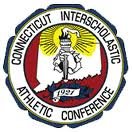 CONNECTICUT INTERSCHOLASTIC
ATHLETIC CONFERENCE
1921